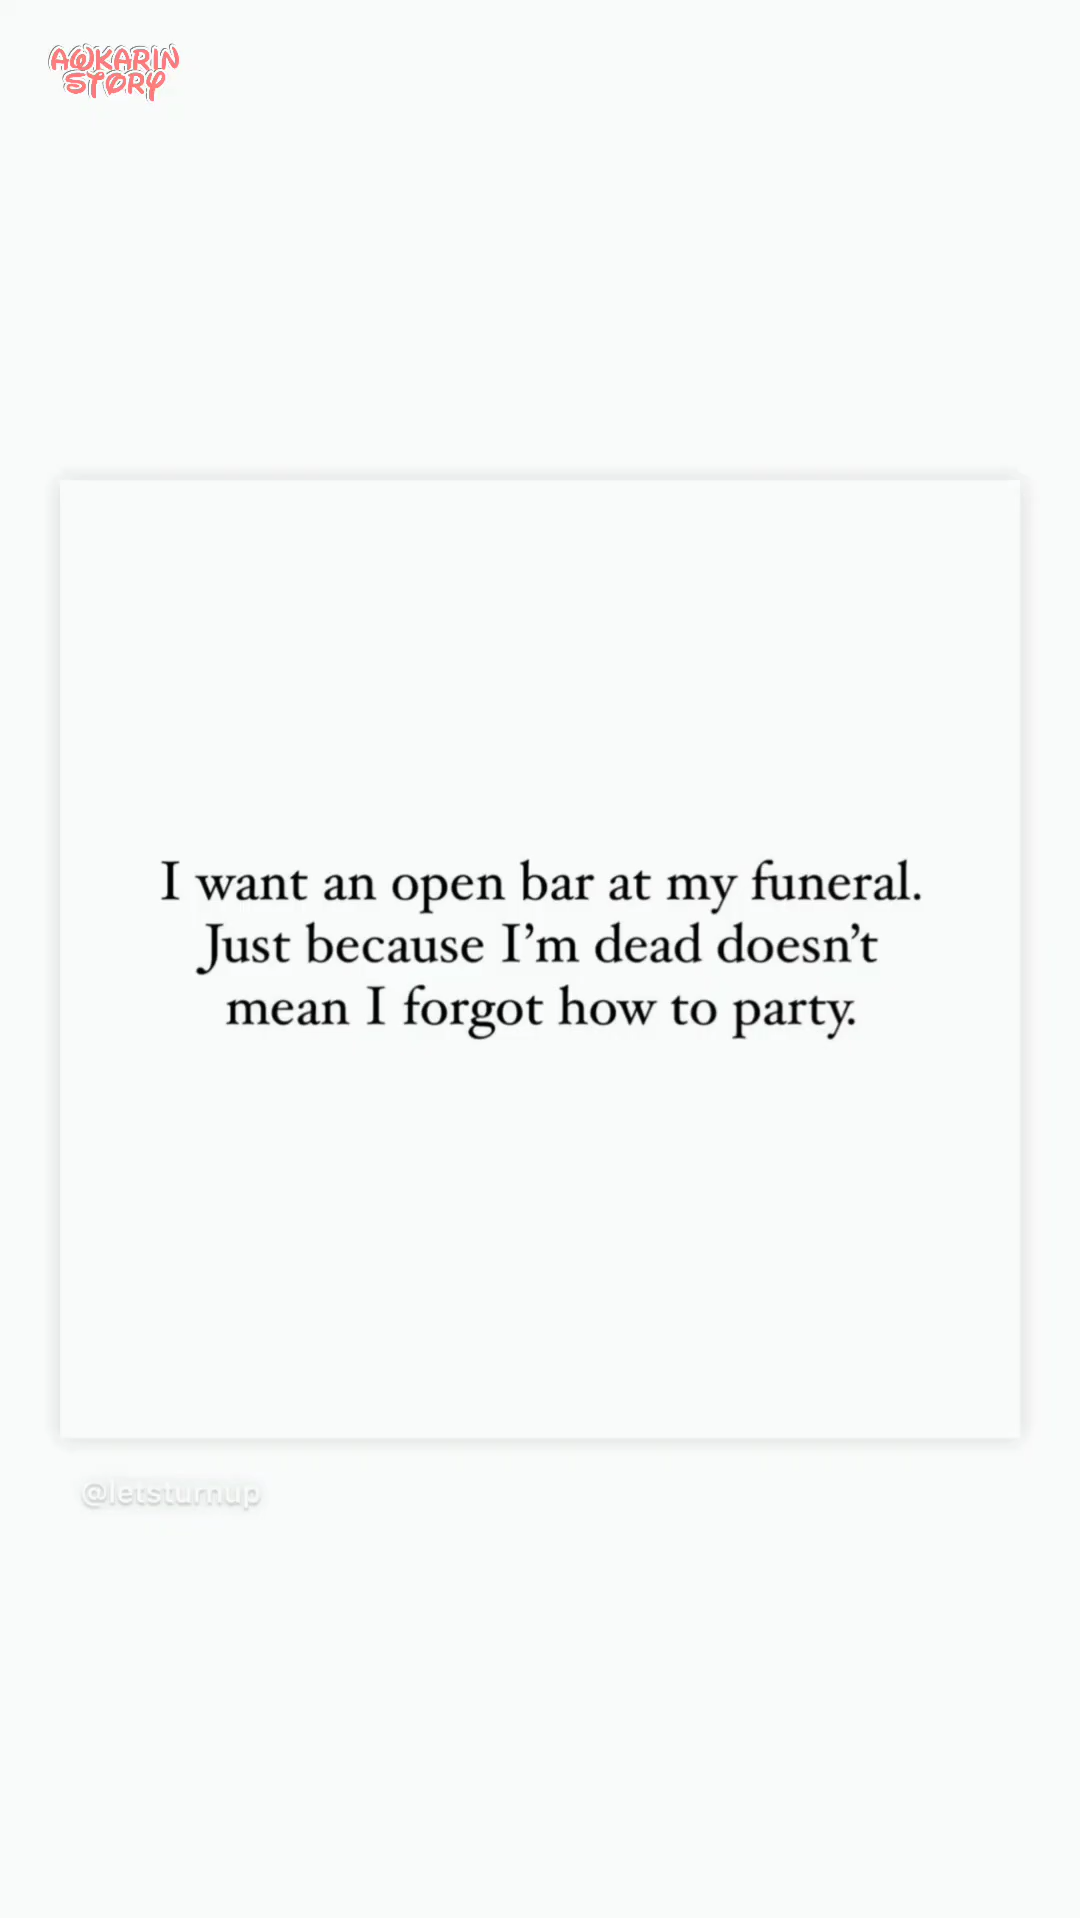 AWKARIN
STORY
I want an open bar at my funeral.
Just because I’m dead doesn’t
mean I forgot how to party.
@letsturnup